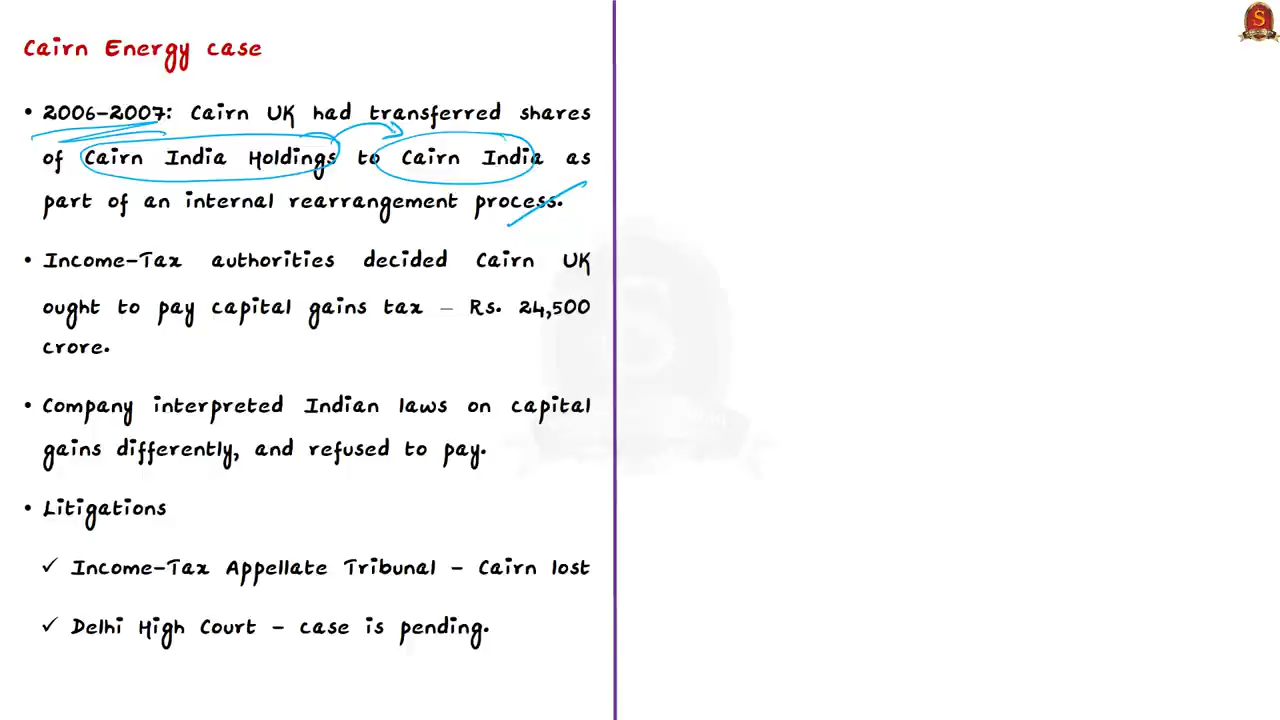 Cairn Energy case
• 2006-2007: Cairn UK had transferred shares
of Cairn India Holdings to Cairn India as
part of an internal rearrangement process.
• Income-Tax authorities decided Cairn UK
ought to pay capital gains tax – Rs. 24,500
crore.
• Company interpreted Indian laws on capital
gains differently, and refused to pay.
• Litigations
✓ Income-Tax Appellate Tribunal – Cairn lost
✓ Delhi High Court – case is pending.
S